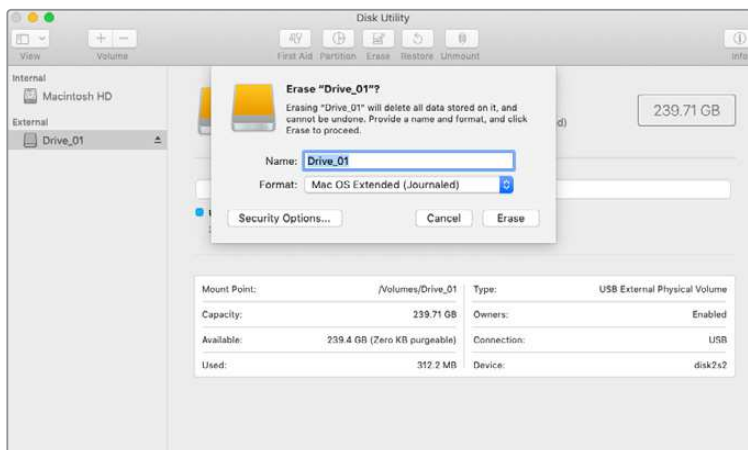 Disk Utility
View
Volume
First Aid
Partition
Erase
Restore
Unmount
Info
Internal
Macintosh HD
External
Drive_01
Erase “Drive_01”?
Erasing “Drive_01” will delete all data stored on it, and
cannot be undone. Provide a name and format, and click
Erase to proceed.
Name: Drive_01
Format: Mac OS Extended (Journaled)
Security Options...
Cancel
Erase
d)
239.71 GB
Mount Point: /Volumes/Drive_01
Type: USB External Physical Volume
Capacity: 239.71 GB
Owners: Enabled
Available: 239.4 GB (Zero KB purgeable)
Connection: USB
Used: 312.2 MB
Device: disk2s2